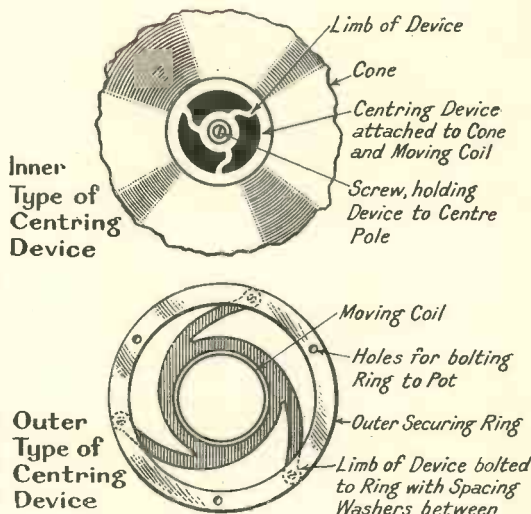 Limb of Device
Cone
Centring Device
attached to Cone
and Moving Coil
Screw, holding
Device to Centre
Pole
Inner
Type of
Centring
Device
Moving Coil
Holes for bolting
Ring to Pot
Outer Securing Ring
Limb of Device bolted
to Ring with Spacing
Washers between
Outer
Type of
Centring
Device